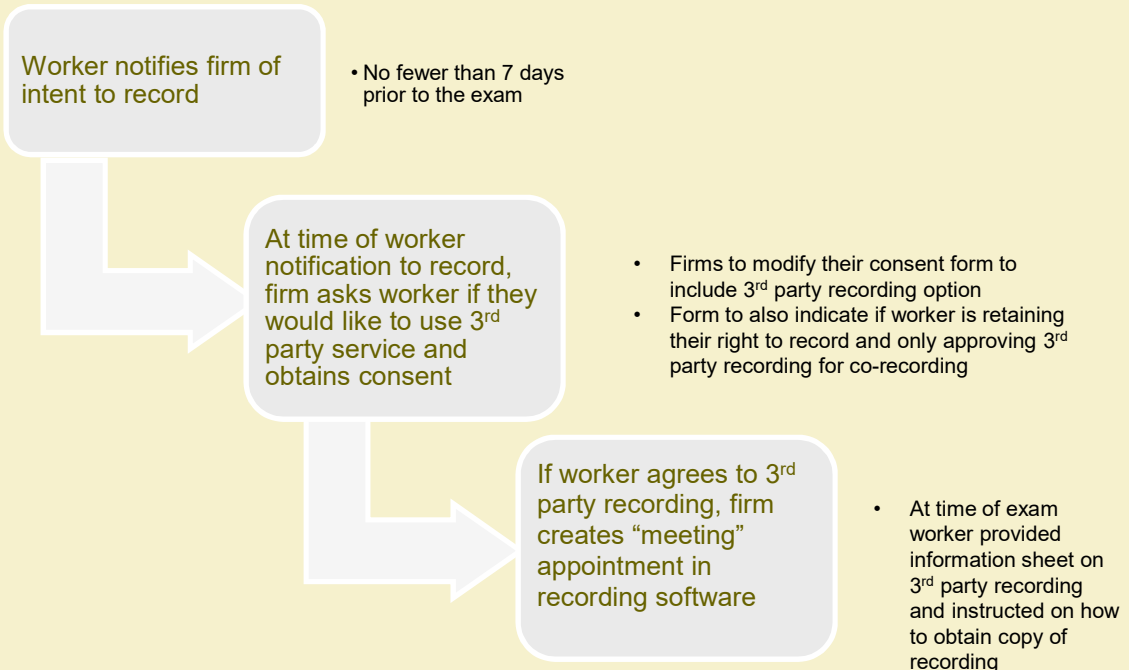 Worker notifies firm of
intent to record
• No fewer than 7 days
prior to the exam
At time of worker
notification to record,
firm asks worker if they
would like to use 3rd
party service and
obtains consent
• Firms to modify their consent form to
include 3rd party recording option
• Form to also indicate if worker is retaining
their right to record and only approving 3rd
party recording for co-recording
If worker agrees to 3rd
party recording, firm
creates “meeting”
appointment in
recording software
• At time of exam
worker provided
information sheet on
3rd party recording
and instructed on how
to obtain copy of
recording